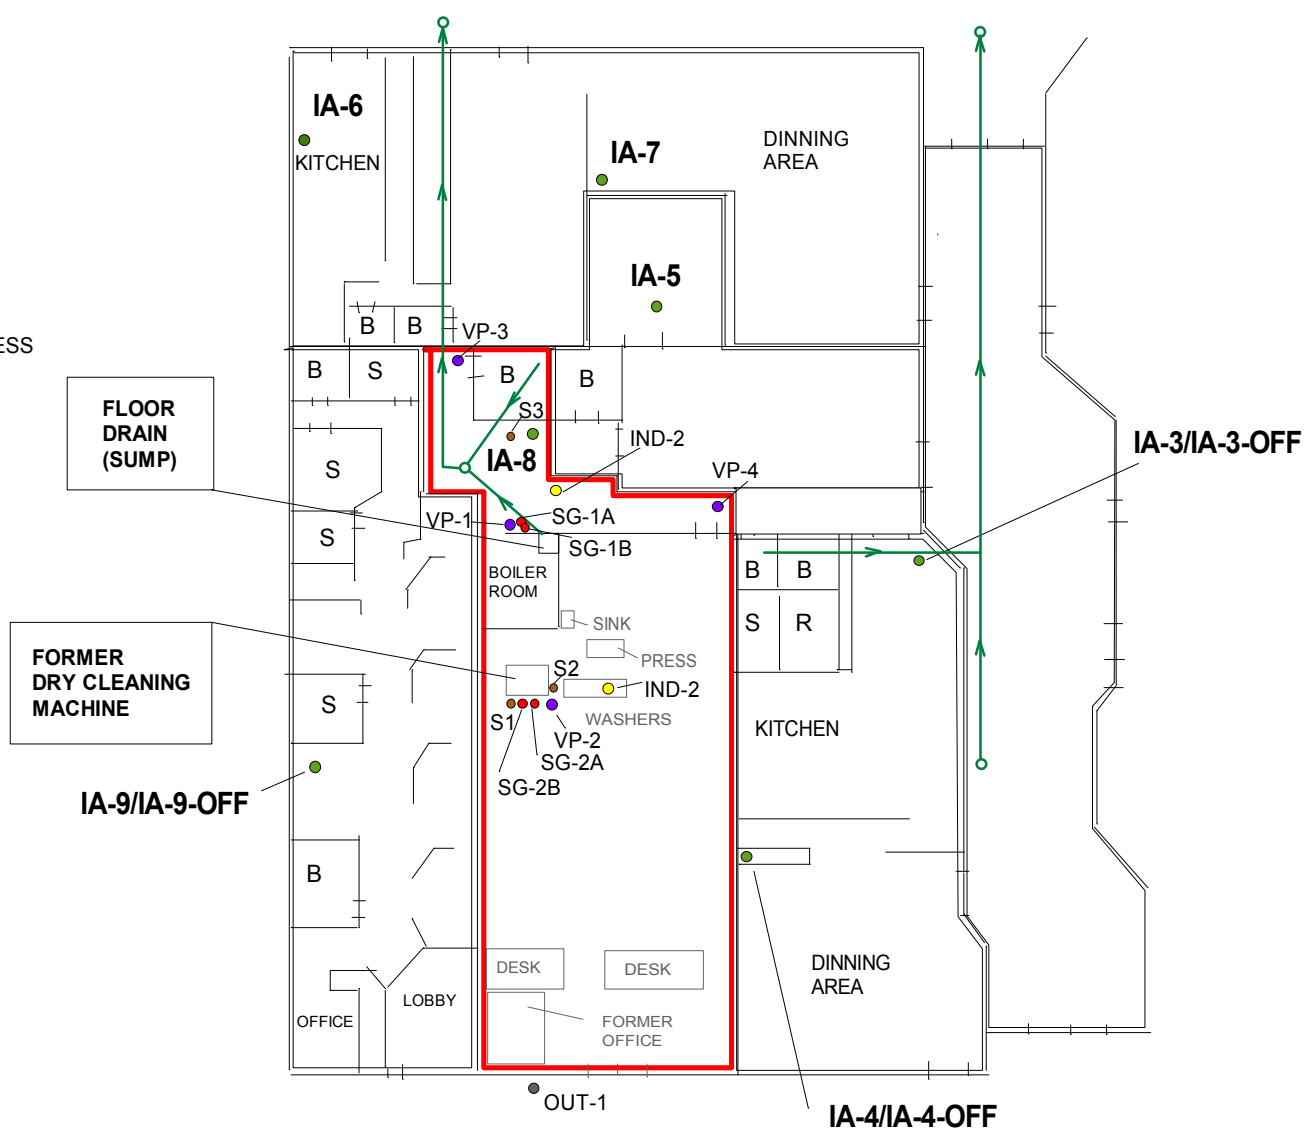 IA-6
KITCHEN
IA-7
DINNING
AREA
IA-5
B
B
VP-3
ESS
B
S
B
B
FLOOR
DRAIN
(SUMP)
S3
IA-8
IND-2
VP-4
IA-3/IA-3-OFF
S
S
VP-1
SG-1A
SG-1B
BOILER
ROOM
B
B
S
R
SINK
PRESS
FORMER
DRY CLEANING
MACHINE
S2
IND-2
S
S1
WASHERS
VP-2
SG-2A
SG-2B
KITCHEN
IA-9/IA-9-OFF
B
DESK
DESK
DINNING
AREA
LOBBY
OFFICE
FORMER
OFFICE
OUT-1
IA-4/IA-4-OFF